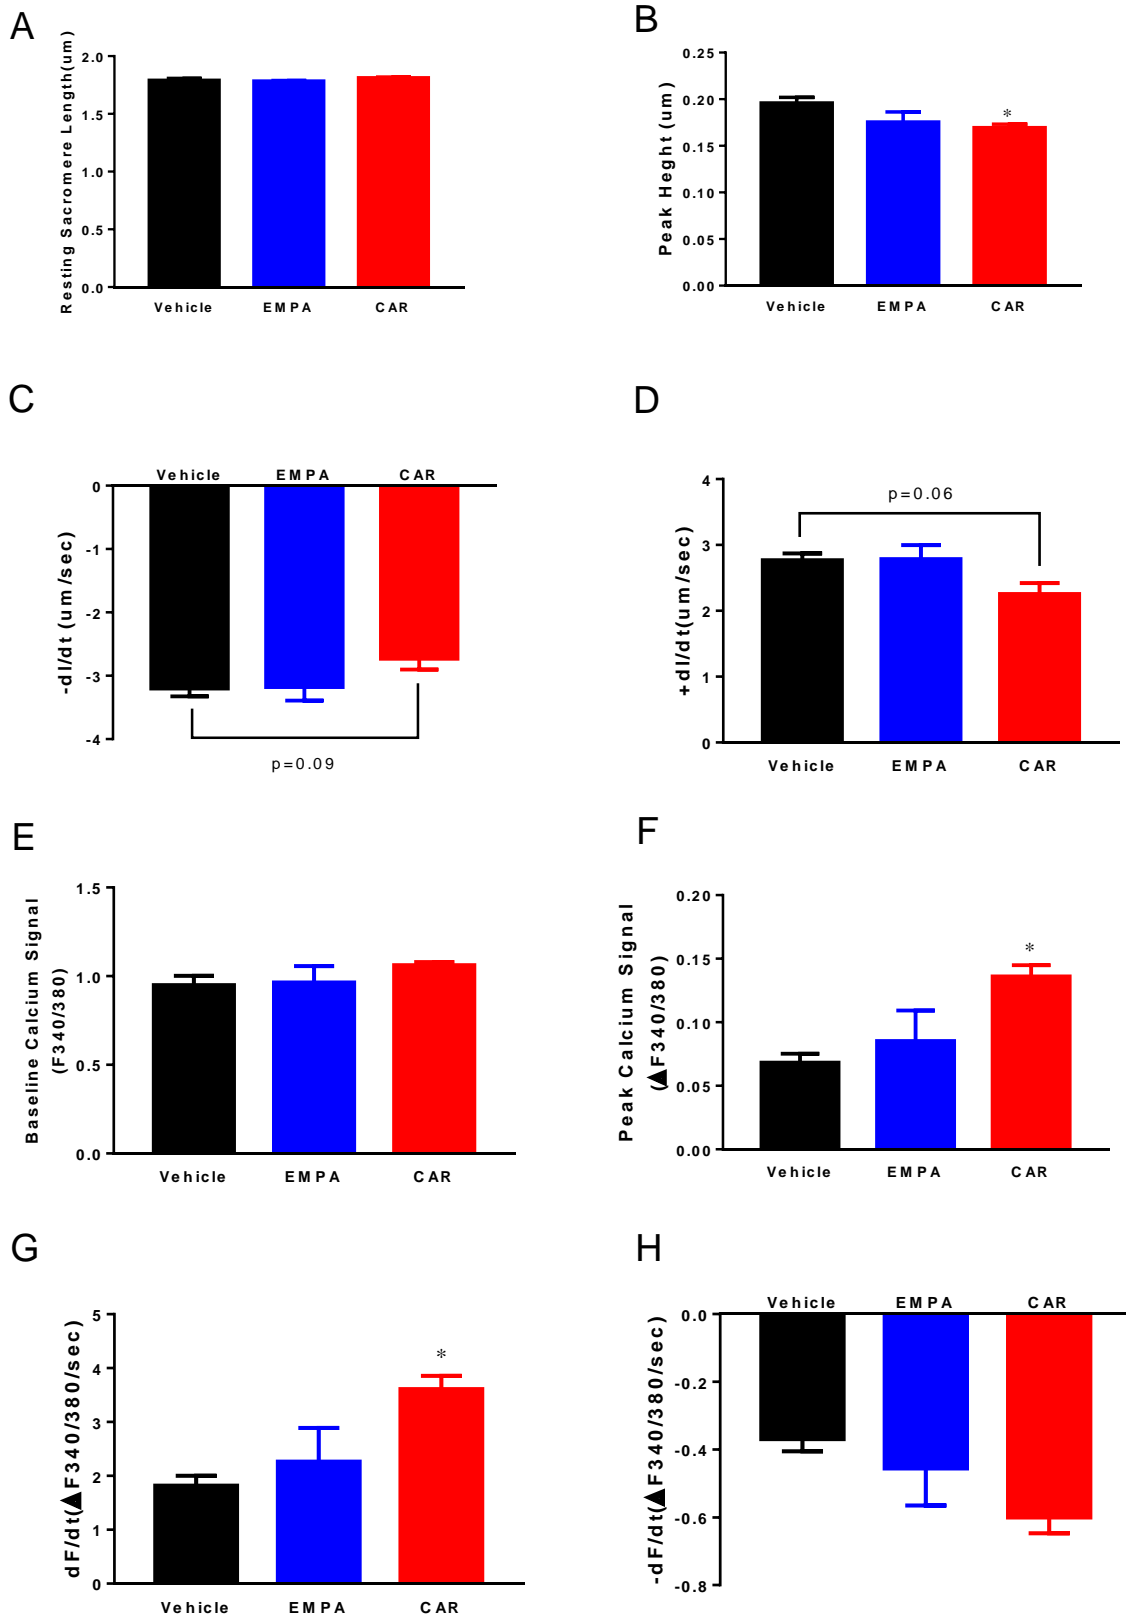 A
Resting Sacromere Length(um)
2.0
1.5
1.0
0.5
0.0
Vehicle EMPA CAR
B
Peak Heght (um)
0.25
0.20
0.15
0.10
0.05
0.00
*
Vehicle EMPA CAR
C
Vehicle EMPA CAR
-dl/dt (um/sec)
0
-1
-2
-3
-4
p=0.09
D
+dl/dt(um/sec)
4
3
2
1
0
p=0.06
Vehicle EMPA CAR
E
Baseline Calcium Signal
(F340/380)
1.5
1.0
0.5
0.0
Vehicle EMPA CAR
F
Peak Calcium Signal
(▲F340/380)
0.20
0.15
0.10
0.05
0.00
*
Vehicle EMPA CAR
G
dF/dt(▲F340/380/sec)
5
4
3
2
1
0
*
Vehicle EMPA CAR
H
Vehicle EMPA CAR
-dF/dt(▲F340/380/sec)
0.0
-0.2
-0.4
-0.6
-0.8